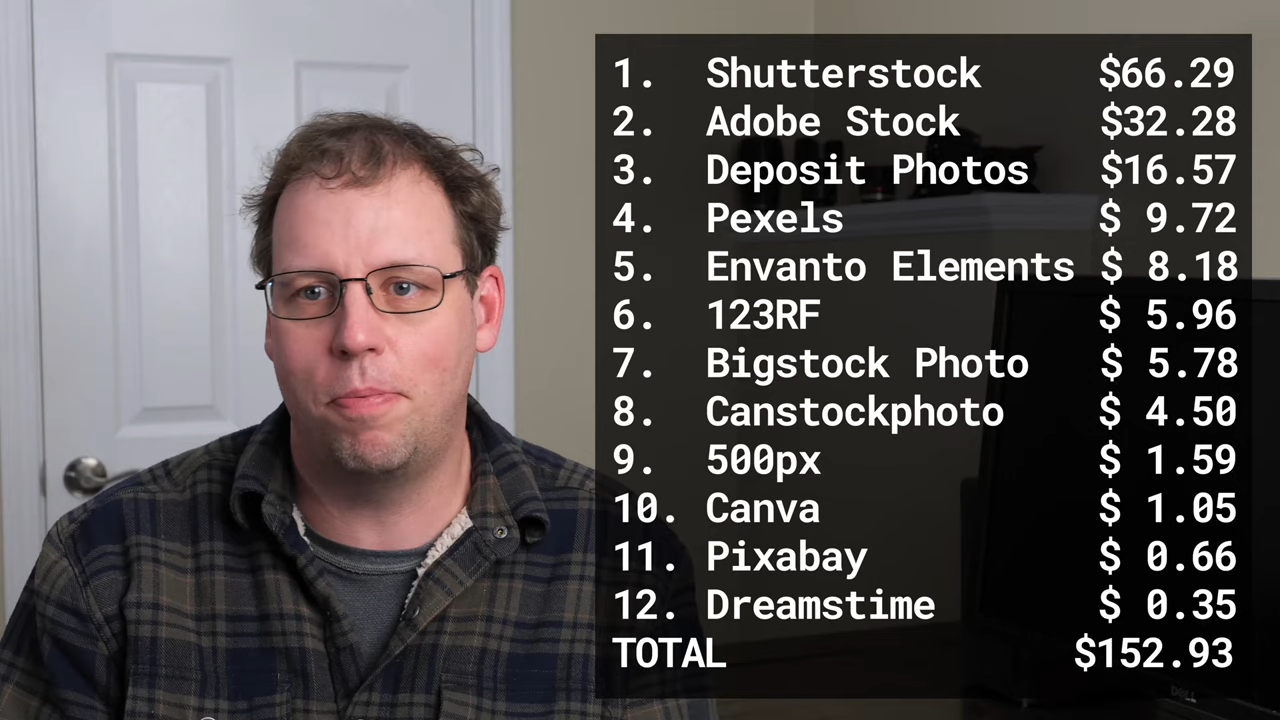 1. Shutterstock $66.29
2. Adobe Stock $32.28
3. Deposit Photos $16.57
4. Pexels $ 9.72
5. Envanto Elements $ 8.18
6. 123RF $ 5.96
7. Bigstock Photo $ 5.78
8. Canstockphoto $ 4.50
9. 500px $ 1.59
10. Canva $ 1.05
11. Pixabay $ 0.66
12. Dreamstime $ 0.35
TOTAL $152.93
DELL